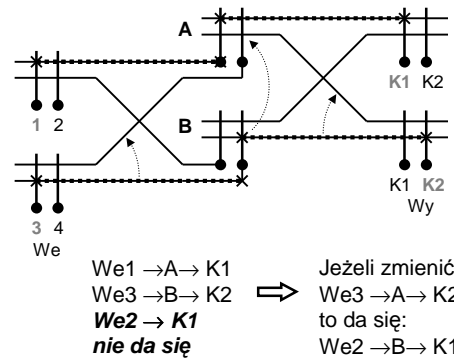 A
K1 K2
1 2
B
K1 K2
Wy
3 4
We
We1 →A→ K1
We3 →B→ K2
We2 → K1
nie da się
Jeżeli zmienić
We3 →A→ K2
to da się:
We2 →B→ K1